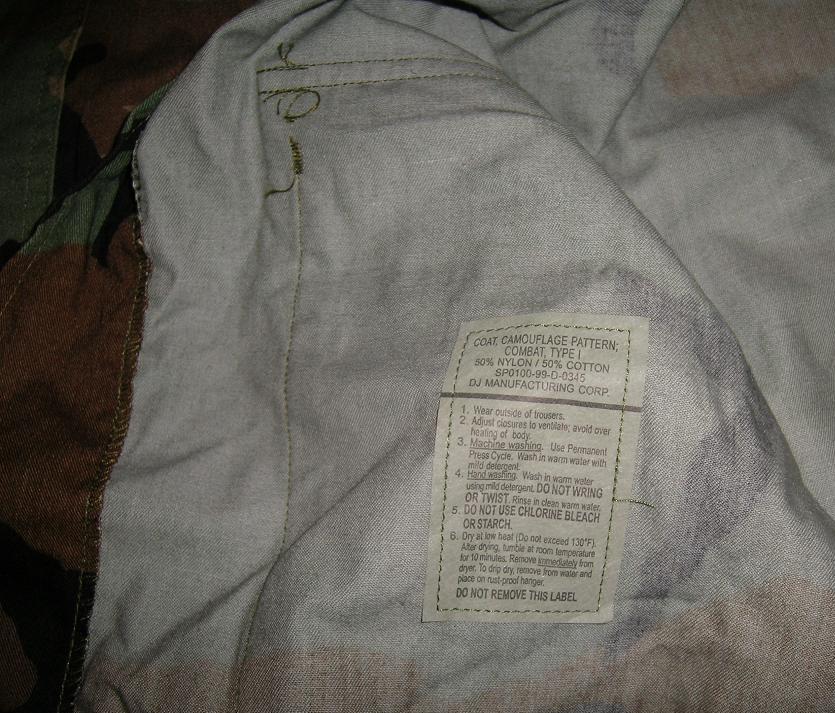 COAT, CAMOUFLAGE PATTERN;
COMBAT, TYPE I
50% NYLON / 50% COTTON
SP0100-99-D-0345
DJ MANUFACTURING CORP.
1. Wear outside of trousers.
2. Adjust closures to ventilate; avoid over
heating of body.
3. Machine washing. Use Permanent
Press Cycle. Wash in warm water with
mild detergent.
4. Hand washing. Wash in warm water
using mild detergent. DO NOT WRING
OR TWIST. Rinse in clean warm water.
5. DO NOT USE CHLORINE BLEACH
OR STARCH.
6. Dry at low heat (Do not exceed 130°F).
After drying, tumble at room temperature
for 10 minutes. Remove immediately from
dryer. To drip dry, remove from water and
place on rust-proof hanger.
DO NOT REMOVE THIS LABEL